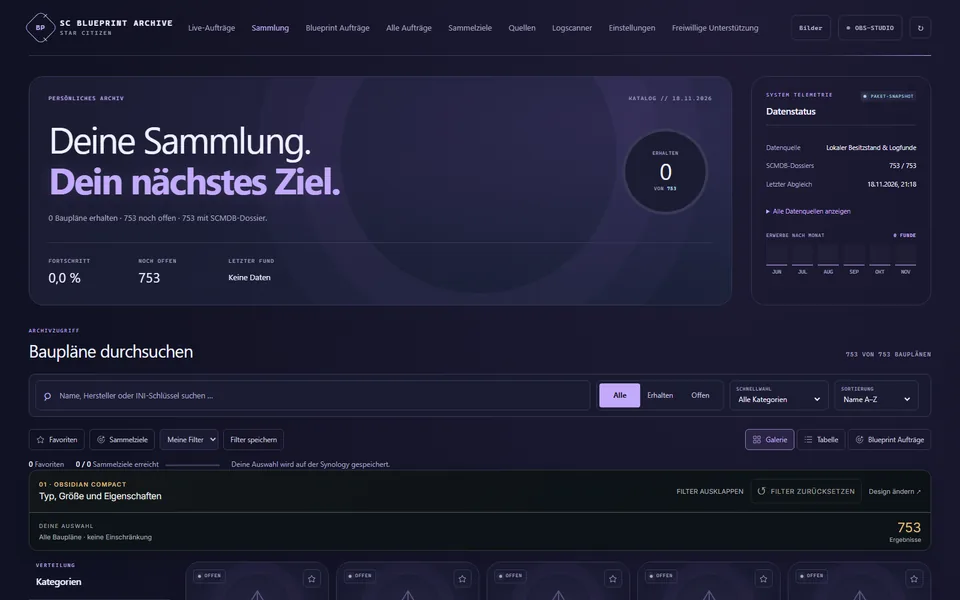 BP
SC BLUEPRINT ARCHIVE
STAR CITIZEN
Live-Aufträge
Sammlung
Blueprint Aufträge
Alle Aufträge
Sammelziele
Quellen
Logscanner
Einstellungen
Freiwillige Unterstützung
Bilder
OBS-STUDIO
PERSÖNLICHES ARCHIV
KATALOG // 18.11.2026
Deine Sammlung.
Dein nächstes Ziel.
0 Baupläne erhalten · 753 noch offen · 753 mit SCMDB-Dossier.
ERHALTEN
0
VON 753
FORTSCHRITT
0,0 %
NOCH OFFEN
753
LETZTER FUND
Keine Daten
SYSTEM TELEMETRIE
PAKET-SNAPSHOT
Datenstatus
Datenquelle
Lokaler Besitzstand & Logfunde
SCMDB-Dossiers
753 / 753
Letzter Abgleich
18.11.2026, 21:18
Alle Datenquellen anzeigen
ERWERBE NACH MONAT
0 FUNDE
JUN
JUL
AUG
SEP
OKT
NOV
ARCHIVZUGRIFF
Baupläne durchsuchen
753 VON 753 BAUPLÄNEN
Name, Hersteller oder INI-Schlüssel suchen ...
Alle
Erhalten
Offen
SCHNELLWAHL
Alle Kategorien
SORTIERUNG
Name A–Z
Favoriten
Sammelziele
Meine Filter
Filter speichern
Galerie
Tabelle
Blueprint Aufträge
0 Favoriten
0 / 0 Sammelziele erreicht
Deine Auswahl wird auf der Synology gespeichert.
01 · OBSIDIAN COMPACT
Typ, Größe und Eigenschaften
FILTER AUSKLAPPEN
FILTER ZURÜCKSETZEN
Design ändern ↗
DEINE AUSWAHL
Alle Baupläne · keine Einschränkung
753
Ergebnisse
VERTEILUNG
Kategorien
OFFEN
OFFEN
OFFEN
OFFEN
OFFEN